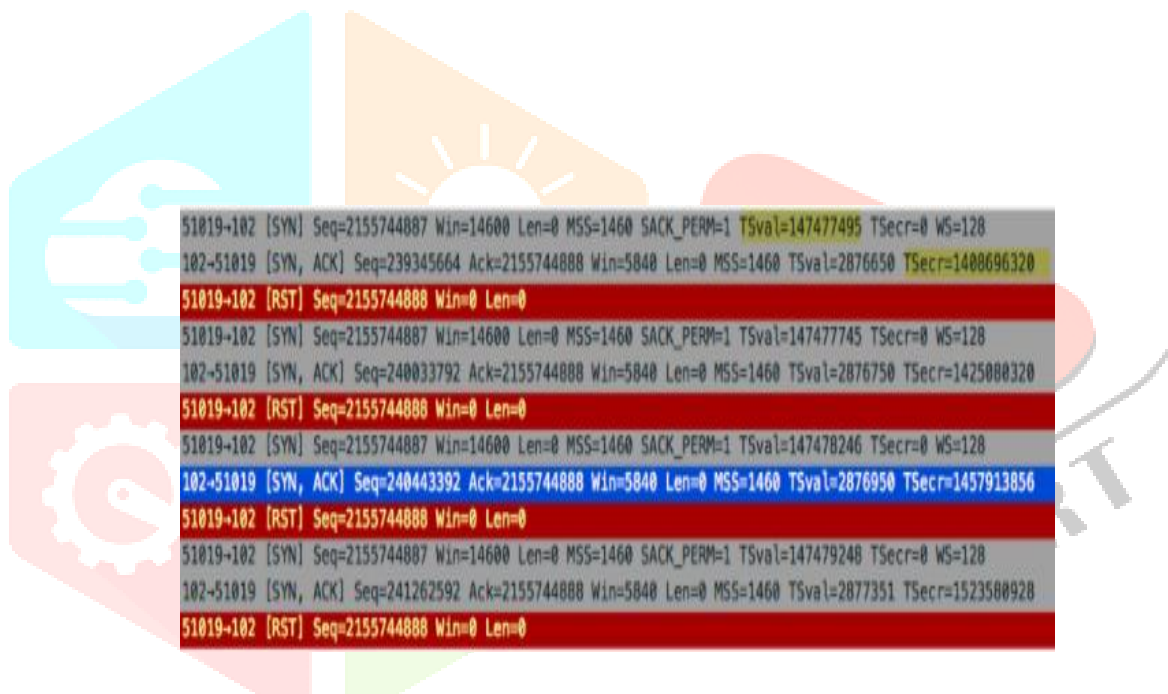 51019→102 [SYN] Seq=2155744887 Win=14600 Len=0 MSS=1460 SACK_PERM=1 TSval=147477495 TSecr=0 WS=128
102→51019 [SYN, ACK] Seq=239345664 Ack=2155744888 Win=5840 Len=0 MSS=1460 TSval=2876650 TSecr=1408696320
51019→102 [RST] Seq=2155744888 Win=0 Len=0
51019→102 [SYN] Seq=2155744887 Win=14600 Len=0 MSS=1460 SACK_PERM=1 TSval=147477745 TSecr=0 WS=128
102→51019 [SYN, ACK] Seq=240033792 Ack=2155744888 Win=5840 Len=0 MSS=1460 TSval=2876750 TSecr=1425080320
51019→102 [RST] Seq=2155744888 Win=0 Len=0
51019→102 [SYN] Seq=2155744887 Win=14600 Len=0 MSS=1460 SACK_PERM=1 TSval=147478246 TSecr=0 WS=128
102→51019 [SYN, ACK] Seq=240443392 Ack=2155744888 Win=5840 Len=0 MSS=1460 TSval=2876950 TSecr=1457913856
51019→102 [RST] Seq=2155744888 Win=0 Len=0
51019→102 [SYN] Seq=2155744887 Win=14600 Len=0 MSS=1460 SACK_PERM=1 TSval=147479248 TSecr=0 WS=128
102→51019 [SYN, ACK] Seq=241262592 Ack=2155744888 Win=5840 Len=0 MSS=1460 TSval=2877351 TSecr=1523580928
51019→102 [RST] Seq=2155744888 Win=0 Len=0